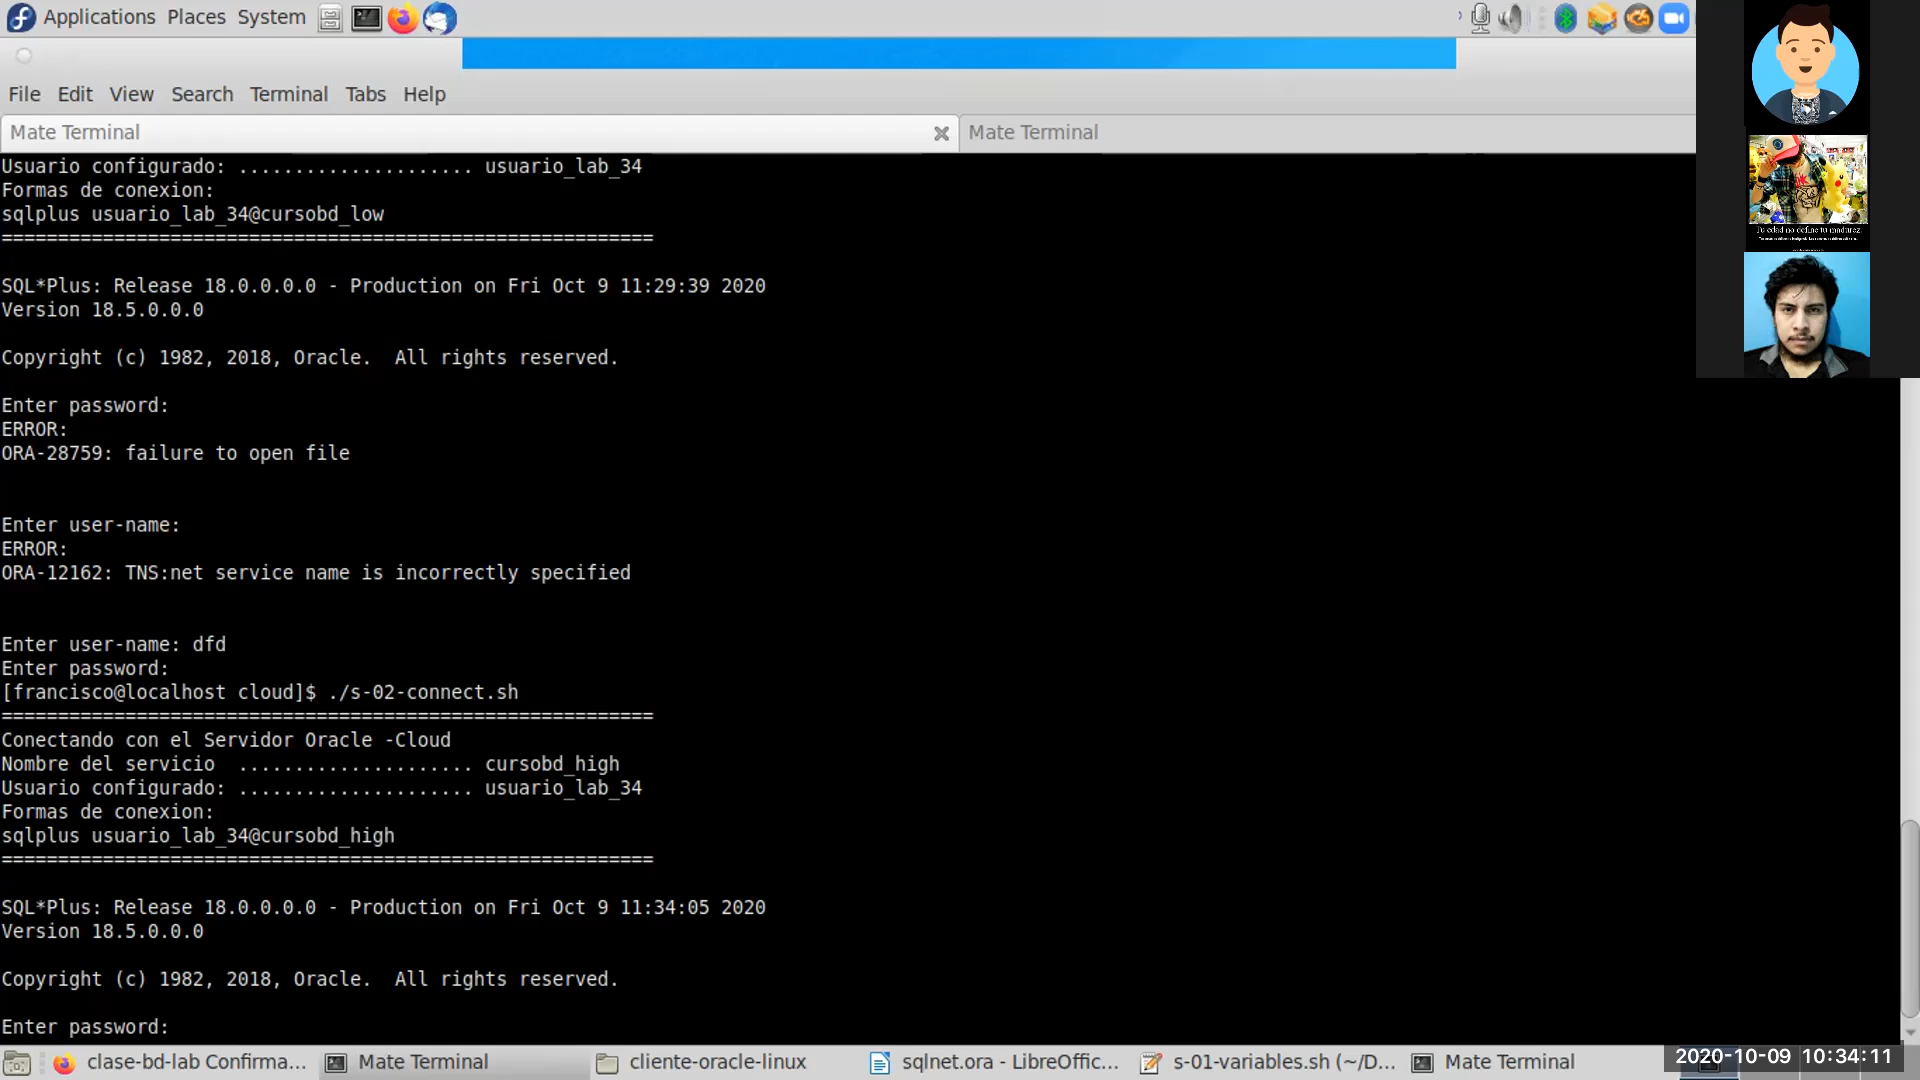 Applications Places System
File Edit View Search Terminal Tabs Help
Mate Terminal
Mate Terminal
Usuario configurado: ..................... usuario_lab_34
Formas de conexion:
sqlplus usuario_lab_34@cursobd_low
==========================================================
SQL*Plus: Release 18.0.0.0.0 - Production on Fri Oct 9 11:29:39 2020
Version 18.5.0.0.0
Copyright (c) 1982, 2018, Oracle.  All rights reserved.
Enter password:
ERROR:
ORA-28759: failure to open file
Enter user-name:
ERROR:
ORA-12162: TNS:net service name is incorrectly specified
Enter user-name: dfd
Enter password:
[francisco@localhost cloud]$ ./s-02-connect.sh
==========================================================
Conectando con el Servidor Oracle -Cloud
Nombre del servicio  ..................... cursobd_high
Usuario configurado: ..................... usuario_lab_34
Formas de conexion:
sqlplus usuario_lab_34@cursobd_high
==========================================================
SQL*Plus: Release 18.0.0.0.0 - Production on Fri Oct 9 11:34:05 2020
Version 18.5.0.0.0
Copyright (c) 1982, 2018, Oracle.  All rights reserved.
Enter password:
Tu edad no define tu madurez.
clase-bd-lab Confirma...
Mate Terminal
cliente-oracle-linux
sqlnet.ora - LibreOffic...
s-01-variables.sh (~/D...
Mate Terminal
2020-10-09 10:34:11